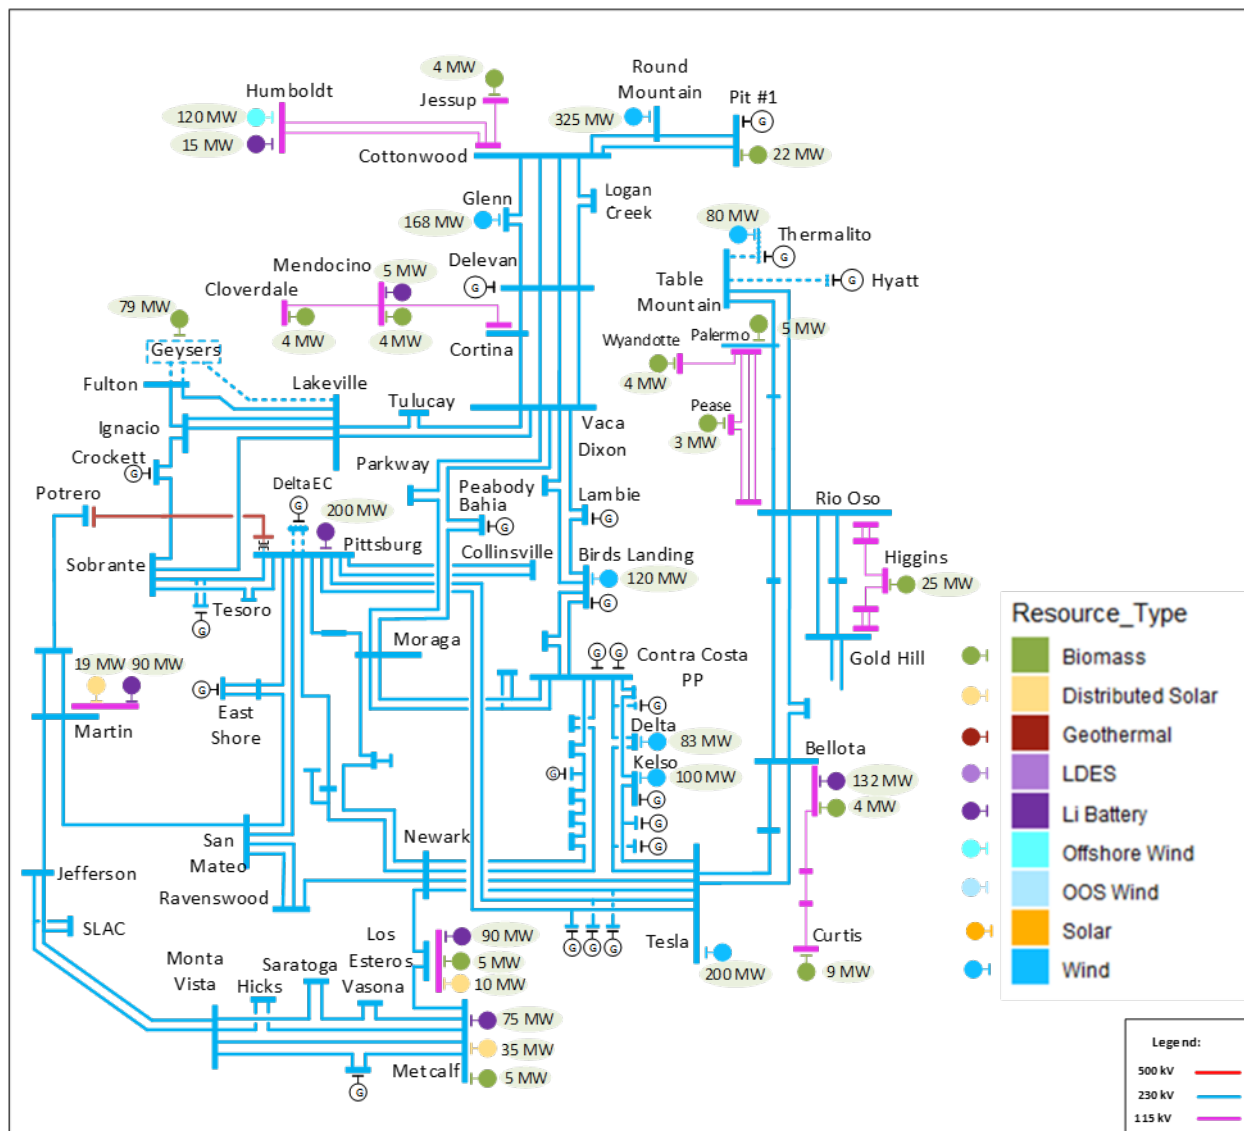 4 MW
Jessup
Humboldt
120 MW
15 MW
Round
Mountain
325 MW
Pit #1
G
22 MW
Cottonwood
Glenn
168 MW
Logan
Creek
80 MW
Thermalito
G
Table
Mountain
G
Hyatt
Delevan
G
Mendocino
5 MW
Cloverdale
4 MW
4 MW
Cortina
79 MW
Geysers
Fulton
Lakeville
Tulucay
Ignacio
Crockett
G
Vaca
Dixon
5 MW
Palermo
Wyandotte
4 MW
Pease
3 MW
Parkway
Potrero
Delta EC
G
200 MW
Pittsburg
Peabody
Bahia
G
Lambie
G
Collinsville
Birds Landing
120 MW
G
Rio Oso
Higgins
25 MW
Gold Hill
Sobrante
Tesoro
G
Moraga
19 MW
90 MW
Martin
G
East
Shore
G
G
Contra Costa
PP
G
Delta
83 MW
Kelso
100 MW
G
G
G
G
Bellota
132 MW
4 MW
San
Mateo
Newark
Ravenswood
Jefferson
SLAC
Monta
Vista
Hicks
Saratoga
Vasona
Los
Esteros
90 MW
5 MW
10 MW
G
G
G
Tesla
200 MW
Curtis
9 MW
75 MW
35 MW
5 MW
Metcalf
G
Resource_Type
Biomass
Distributed Solar
Geothermal
LDES
Li Battery
Offshore Wind
OOS Wind
Solar
Wind
Legend:
500 kV
230 kV
115 kV